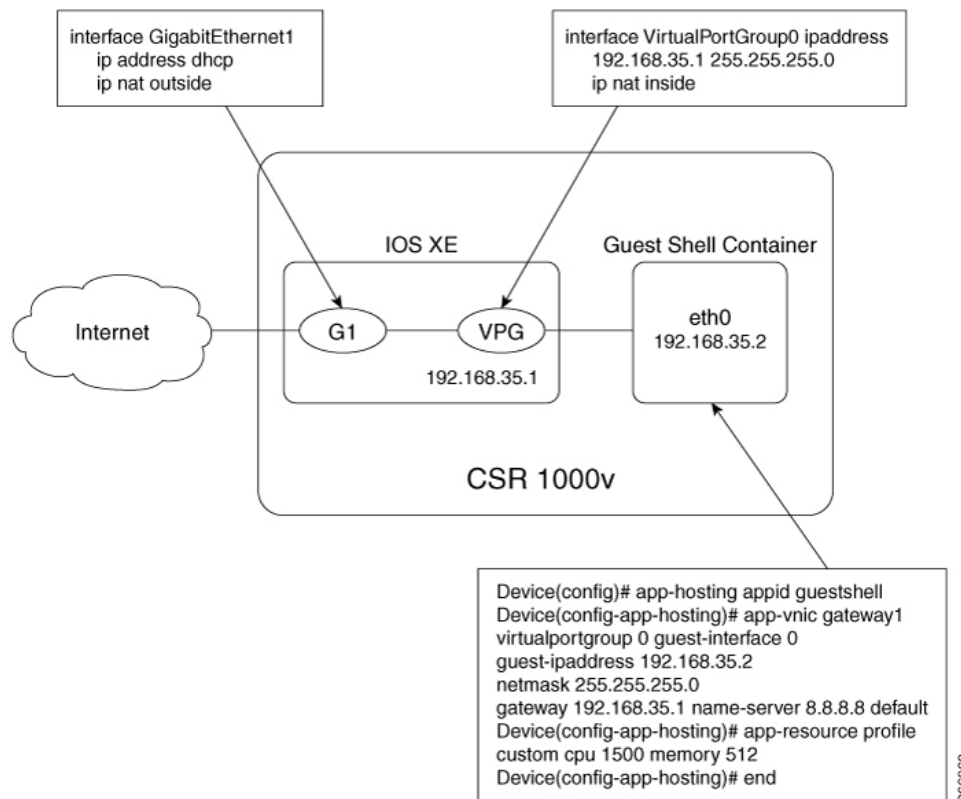 interface GigabitEthernet1
ip address dhcp
ip nat outside
interface VirtualPortGroup0 ipaddress
192.168.35.1 255.255.255.0
ip nat inside
IOS XE
Guest Shell Container
Internet
G1
VPG
192.168.35.1
eth0
192.168.35.2
CSR 1000v
Device(config)# app-hosting appid guestshell
Device(config-app-hosting)# app-vnic gateway1
virtualportgroup 0 guest-interface 0
guest-ipaddress 192.168.35.2
netmask 255.255.255.0
gateway 192.168.35.1 name-server 8.8.8.8 default
Device(config-app-hosting)# app-resource profile
custom cpu 1500 memory 512
Device(config-app-hosting)# end